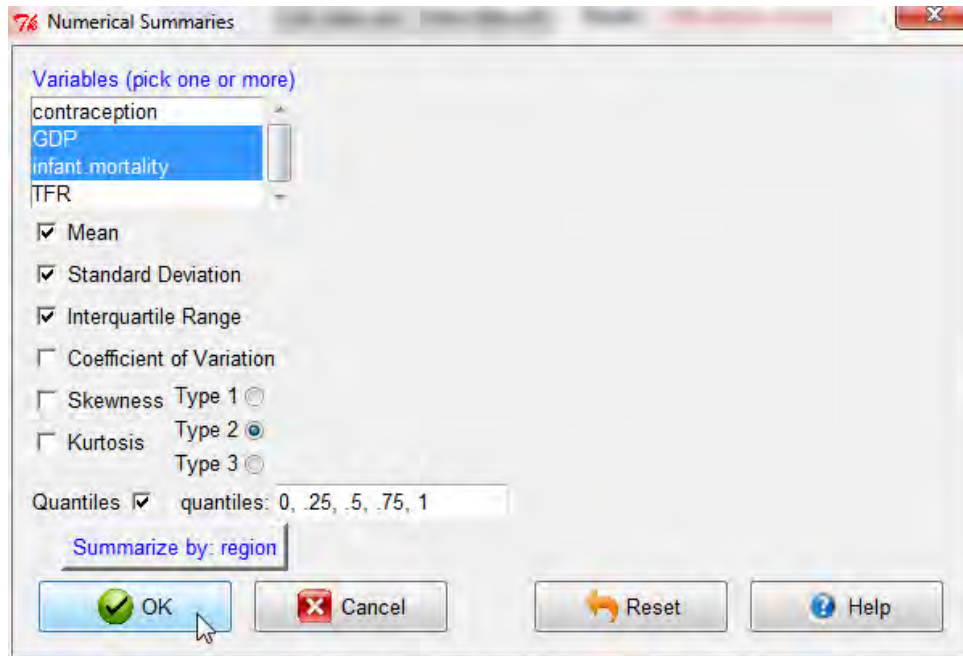 Numerical Summaries
Variables (pick one or more)
contraception
GDP
infant.mortality
TFR
Mean
Standard Deviation
Interquartile Range
Coefficient of Variation
Skewness Type 1
Kurtosis Type 2
Type 3
Quantiles quantiles: 0, .25, .5, .75, 1
Summarize by: region
OK Cancel Reset Help